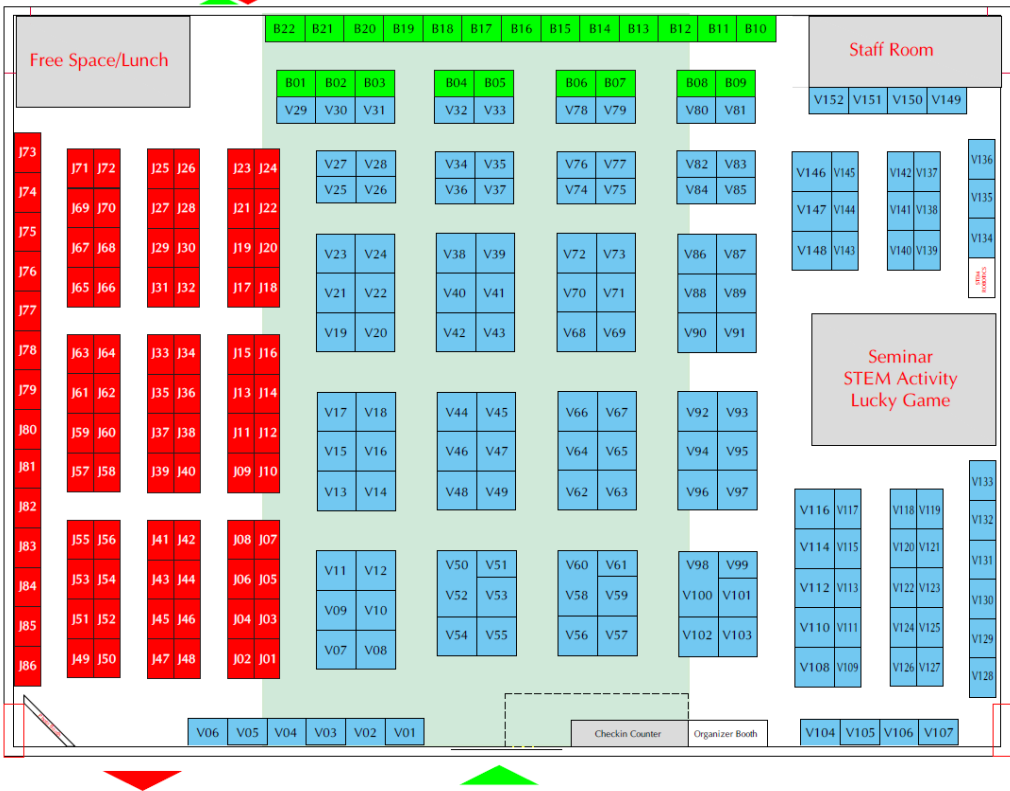 B22 B21 B20 B19 B18 B17 B16 B15 B14 B13 B12 B11 B10
Free Space/Lunch
Staff Room
B01 B02 B03 B04 B05 B06 B07 B08 B09
V29 V30 V31 V32 V33 V78 V79 V80 V81
V152 V151 V150 V149
J73
J74
J75
J76
J77
J78
J79
J80
J81
J82
J83
J84
J85
J86
J71 J72
J69 J70
J67 J68
J65 J66
J25 J26
J27 J28
J29 J30
J31 J32
J23 J24
J21 J22
J19 J20
J17 J18
J63 J64
J61 J62
J59 J60
J57 J58
J33 J34
J35 J36
J37 J38
J39 J40
J15 J16
J13 J14
J11 J12
J09 J10
J55 J56
J53 J54
J51 J52
J49 J50
J41 J42
J43 J44
J45 J46
J47 J48
J08 J07
J06 J05
J04 J03
J02 J01
V27 V28
V25 V26
V34 V35
V36 V37
V76 V77
V74 V75
V82 V83
V84 V85
V23 V24
V21 V22
V19 V20
V38 V39
V40 V41
V42 V43
V72 V73
V70 V71
V68 V69
V86 V87
V88 V89
V90 V91
V17 V18
V15 V16
V13 V14
V44 V45
V46 V47
V48 V49
V66 V67
V64 V65
V62 V63
V92 V93
V94 V95
V96 V97
V11 V12
V09 V10
V07 V08
V50 V51
V52 V53
V54 V55
V60 V61
V58 V59
V56 V57
V98 V99
V100 V101
V102 V103
V146 V145
V147 V144
V148 V143
V142 V137
V141 V138
V140 V139
V136
V135
V134
STEM
ROBOTICS
Seminar
STEM Activity
Lucky Game
V116 V117
V114 V115
V112 V113
V110 V111
V108 V109
V118 V119
V120 V121
V122 V123
V124 V125
V126 V127
V133
V132
V131
V130
V129
V128
V06 V05 V04 V03 V02 V01
Checkin Counter
Organizer Booth
V104 V105 V106 V107